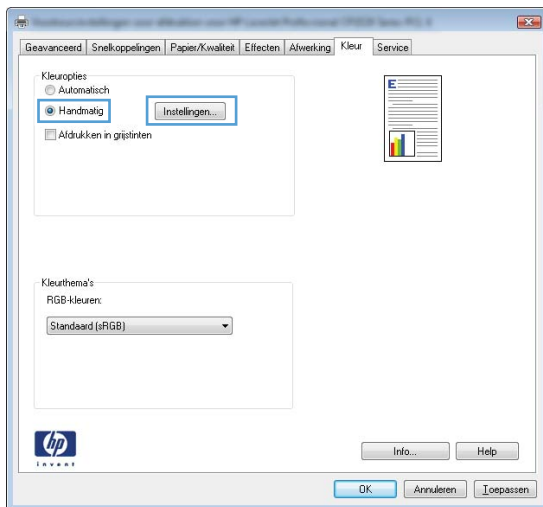 Geavanceerd Snelkoppelingen Papier/Kwaliteit Effecten Afwerking Kleur Service
Kleuropties
Automatisch
Handmatig Instellingen...
Afdrukken in grijstinten
E
Kleurthema's
RGB-kleuren:
Standaard (sRGB)
hp
invent
Info... Help
OK Annuleren Toepassen